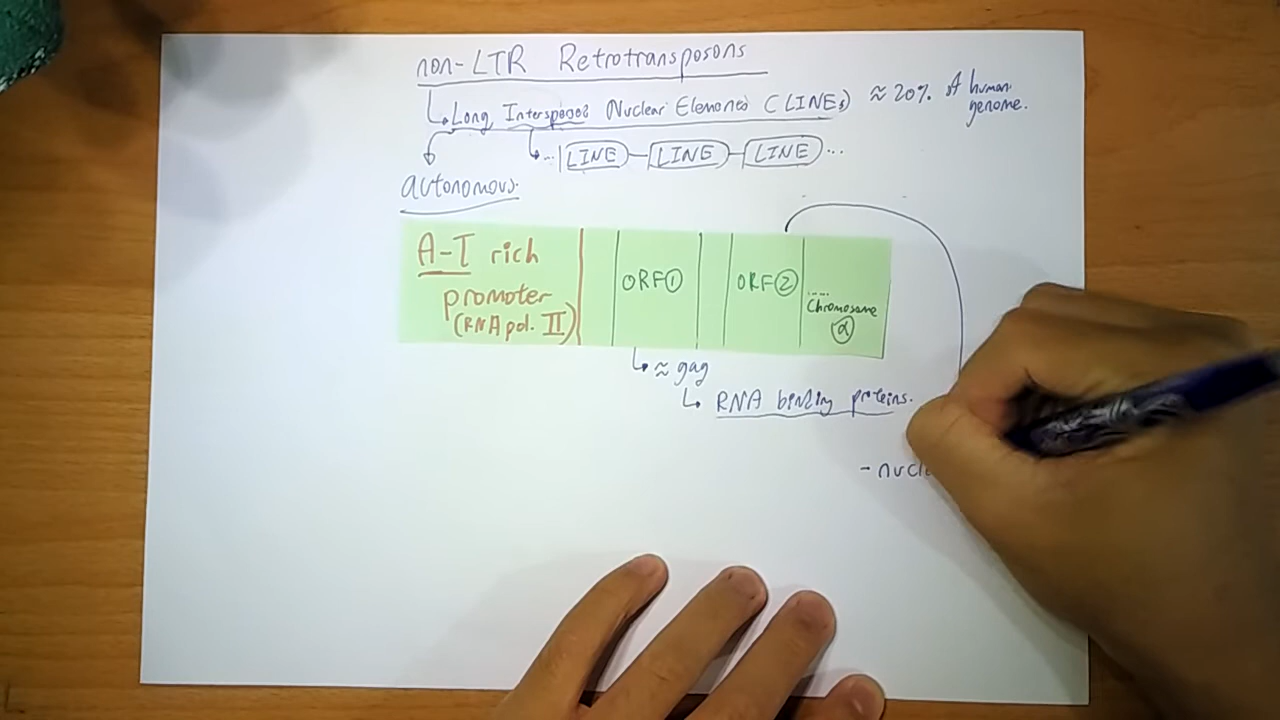 non-LTR Retrotransposons
Long Interspersed Nuclear Elements (LINEs) ≈ 20% of human genome.
... LINE LINE LINE ...
autonomous.
A-T rich
promoter
(RNA pol. II)
ORF①
ORF②
.....
Chromosome
α
≈ gag
RNA binding proteins.
- nucl